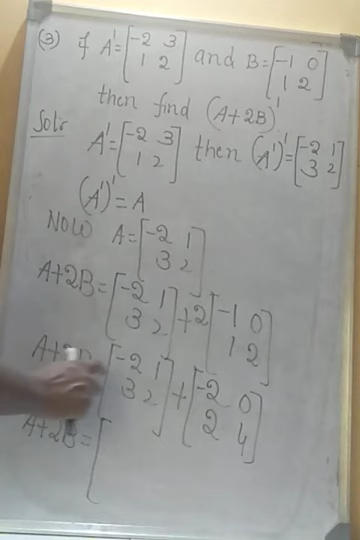 (3) If A' = [-2 3 and B = [-1 0
1 2] 1 2]
then find (A+2B)'
Sol:
A' = [-2 3 then (A')' = [-2 1
1 2] 3 2]
(A')' = A
NOW A = [-2 1
3 2]
A+2B = [-2 1 +2 [-1 0
3 2] 1 2]
A+2B [-2 1 + [-2 0
3 2] 2 4]
A+2B = [